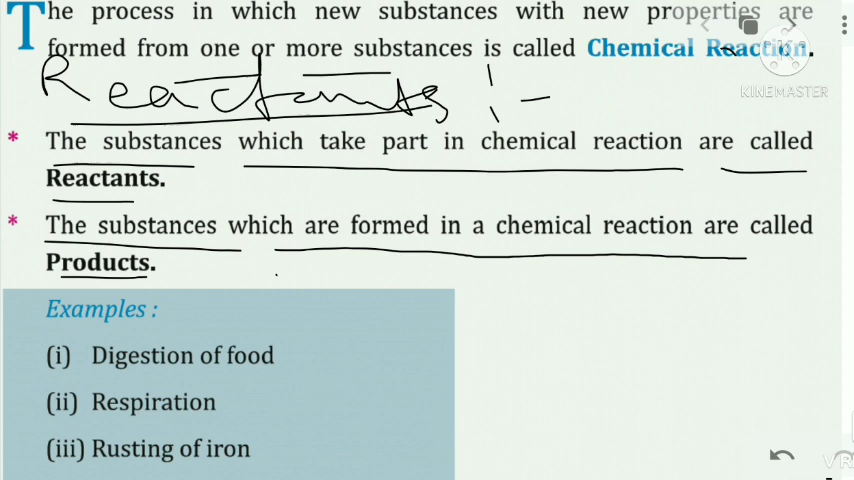 The process in which new substances with new properties are
formed from one or more substances is called Chemical Reaction.
KINEMASTER
Reactants :-
* The substances which take part in chemical reaction are called
Reactants.
* The substances which are formed in a chemical reaction are called
Products.
Examples :
(i) Digestion of food
(ii) Respiration
(iii) Rusting of iron
VR